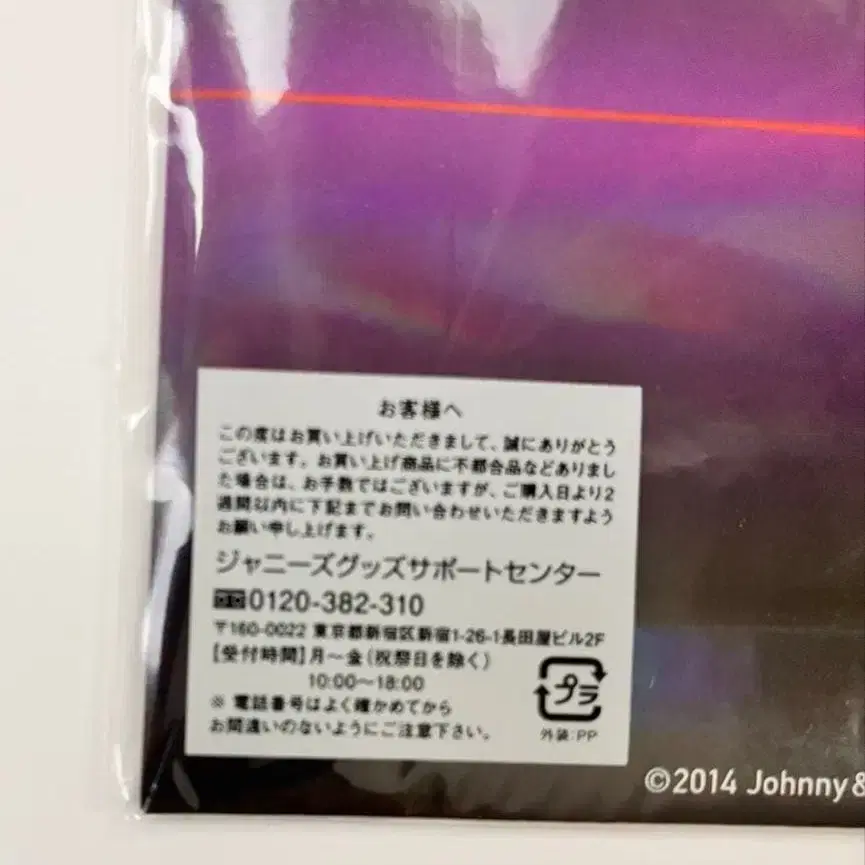 お客様へ
この度はお買い上げいただきまして、誠にありがとう
ございます。お買い上げ商品に不都合品などありまし
た場合は、お手数ではございますが、ご購入日より2
週間以内に下記までお問い合わせいただきますよう
お願い申し上げます。
ジャニーズグッズサポートセンター
0120-382-310
〒160-0022 東京都新宿区新宿1-26-1長田屋ビル2F
【受付時間】月〜金(祝祭日を除く)
10:00〜18:00
※ 電話番号はよく確かめてから
お間違いのないようにご注意下さい。
プラ
外装:PP
©2014 Johnny &